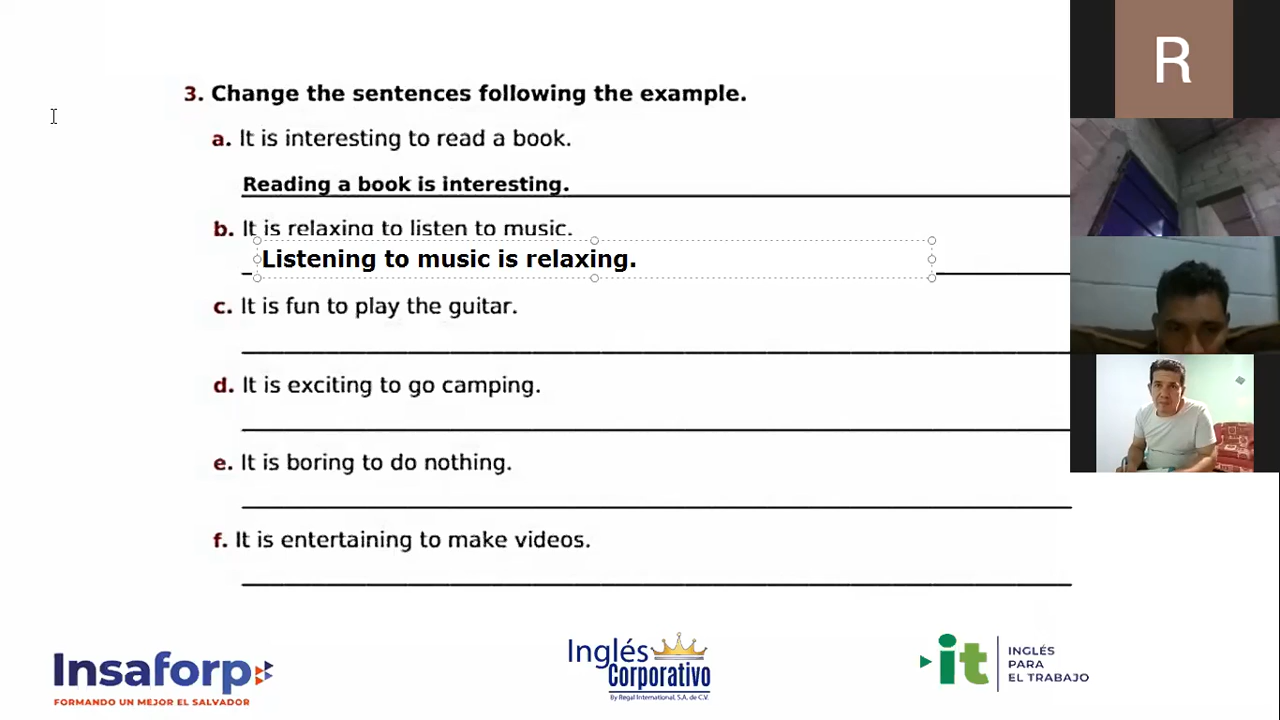 R
3. Change the sentences following the example.
a. It is interesting to read a book.
Reading a book is interesting.
b. It is relaxing to listen to music.
Listening to music is relaxing.
c. It is fun to play the guitar.
d. It is exciting to go camping.
e. It is boring to do nothing.
f. It is entertaining to make videos.
Insaforp
FORMANDO UN MEJOR EL SALVADOR
Inglés
Corporativo
By Regal International, S.A. de C.V.
it
INGLÉS
PARA
EL TRABAJO